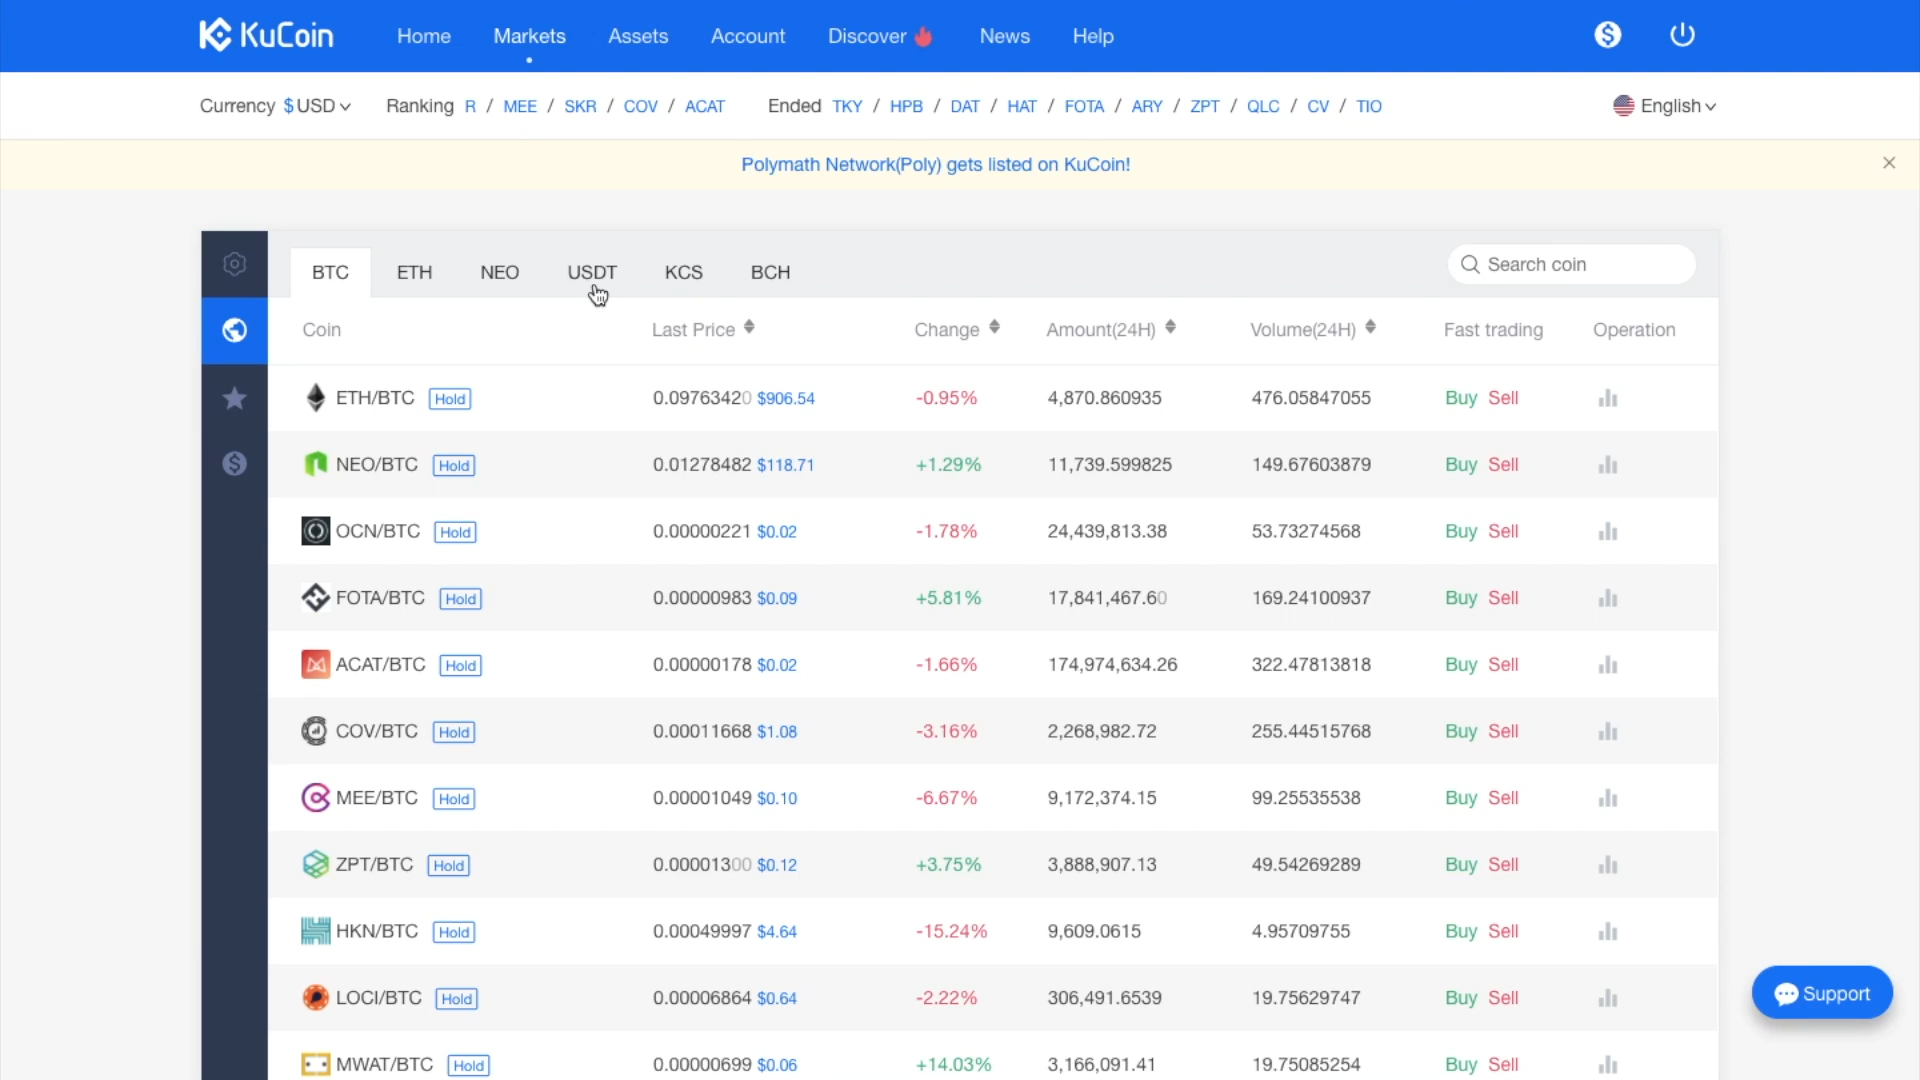 KuCoin Home Markets Assets Account Discover News Help
Currency $ USD Ranking R / MEE / SKR / COV / ACAT Ended TKY / HPB / DAT / HAT / FOTA / ARY / ZPT / QLC / CV / TIO English
Polymath Network(Poly) gets listed on KuCoin!
BTC ETH NEO USDT KCS BCH Search coin
Coin Last Price Change Amount(24H) Volume(24H) Fast trading Operation
ETH/BTC Hold 0.09763420 $906.54 -0.95% 4,870.860935 476.05847055 Buy Sell
NEO/BTC Hold 0.01278482 $118.71 +1.29% 11,739.599825 149.67603879 Buy Sell
OCN/BTC Hold 0.00000221 $0.02 -1.78% 24,439,813.38 53.73274568 Buy Sell
FOTA/BTC Hold 0.00000983 $0.09 +5.81% 17,841,467.60 169.24100937 Buy Sell
ACAT/BTC Hold 0.00000178 $0.02 -1.66% 174,974,634.26 322.47813818 Buy Sell
COV/BTC Hold 0.00011668 $1.08 -3.16% 2,268,982.72 255.44515768 Buy Sell
MEE/BTC Hold 0.00001049 $0.10 -6.67% 9,172,374.15 99.25535538 Buy Sell
ZPT/BTC Hold 0.00001300 $0.12 +3.75% 3,888,907.13 49.54269289 Buy Sell
HKN/BTC Hold 0.00049997 $4.64 -15.24% 9,609.0615 4.95709755 Buy Sell
LOCI/BTC Hold 0.00006864 $0.64 -2.22% 306,491.6539 19.75629747 Buy Sell
Support
MWAT/BTC Hold 0.00000699 $0.06 +14.03% 3,166,091.41 19.75085254 Buy Sell